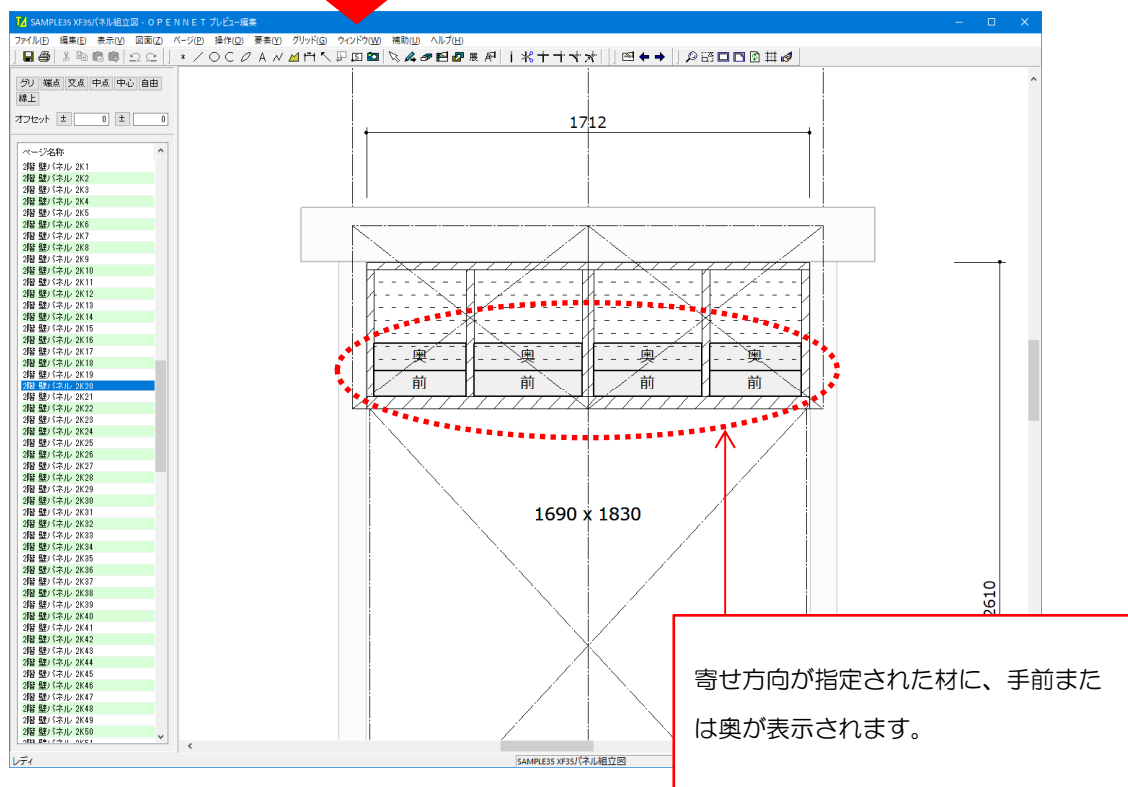 SAMPLE35 XF35パネル組立図 - ＯＰＥＮＮＥＴ プレビュー編集
ファイル(F) 編集(E) 表示(V) 図面(Z) ページ(P) 操作(O) 要素(Y) グリッド(G) ウィンドウ(W) 補助(U) ヘルプ(H)
グリ 端点 交点 中点 中心 自由
線上
オフセット ± 0 ± 0
ページ名称
2階 壁パネル 2K1
2階 壁パネル 2K2
2階 壁パネル 2K3
2階 壁パネル 2K4
2階 壁パネル 2K5
2階 壁パネル 2K6
2階 壁パネル 2K7
2階 壁パネル 2K8
2階 壁パネル 2K9
2階 壁パネル 2K10
2階 壁パネル 2K11
2階 壁パネル 2K12
2階 壁パネル 2K13
2階 壁パネル 2K14
2階 壁パネル 2K15
2階 壁パネル 2K16
2階 壁パネル 2K17
2階 壁パネル 2K18
2階 壁パネル 2K19
2階 壁パネル 2K20
2階 壁パネル 2K21
2階 壁パネル 2K22
2階 壁パネル 2K23
2階 壁パネル 2K24
2階 壁パネル 2K25
2階 壁パネル 2K26
2階 壁パネル 2K27
2階 壁パネル 2K28
2階 壁パネル 2K29
2階 壁パネル 2K30
2階 壁パネル 2K31
2階 壁パネル 2K32
2階 壁パネル 2K33
2階 壁パネル 2K34
2階 壁パネル 2K35
2階 壁パネル 2K36
2階 壁パネル 2K37
2階 壁パネル 2K38
2階 壁パネル 2K39
2階 壁パネル 2K40
2階 壁パネル 2K41
2階 壁パネル 2K42
2階 壁パネル 2K43
2階 壁パネル 2K44
2階 壁パネル 2K45
2階 壁パネル 2K46
2階 壁パネル 2K47
2階 壁パネル 2K48
2階 壁パネル 2K49
2階 壁パネル 2K50
2階 壁パネル 2K51
1712
奥 奥 奥 奥
前 前 前 前
1690 x 1830
2610
寄せ方向が指定された材に、手前また
は奥が表示されます。
レディ
SAMPLE35 XF35パネル組立図